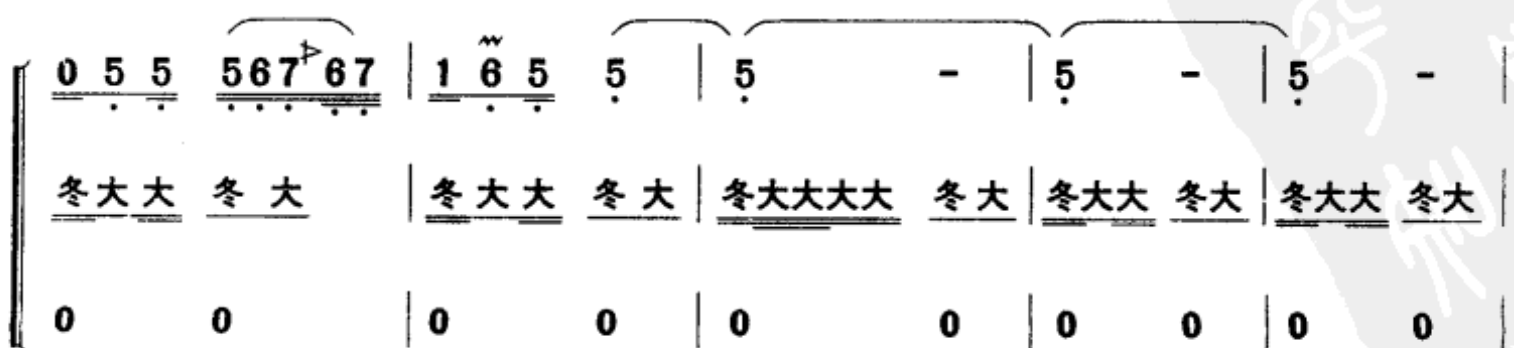 0 5 5 5 6 7 6 7 | 1 6 5 5 | 5 - | 5 - | 5 -
冬 大 大 冬 大 | 冬 大 大 冬 大 | 冬 大 大 大 大 冬 大 | 冬 大 大 冬 大 | 冬 大 大 冬 大
0 0 | 0 0 | 0 0 | 0 0 | 0 0